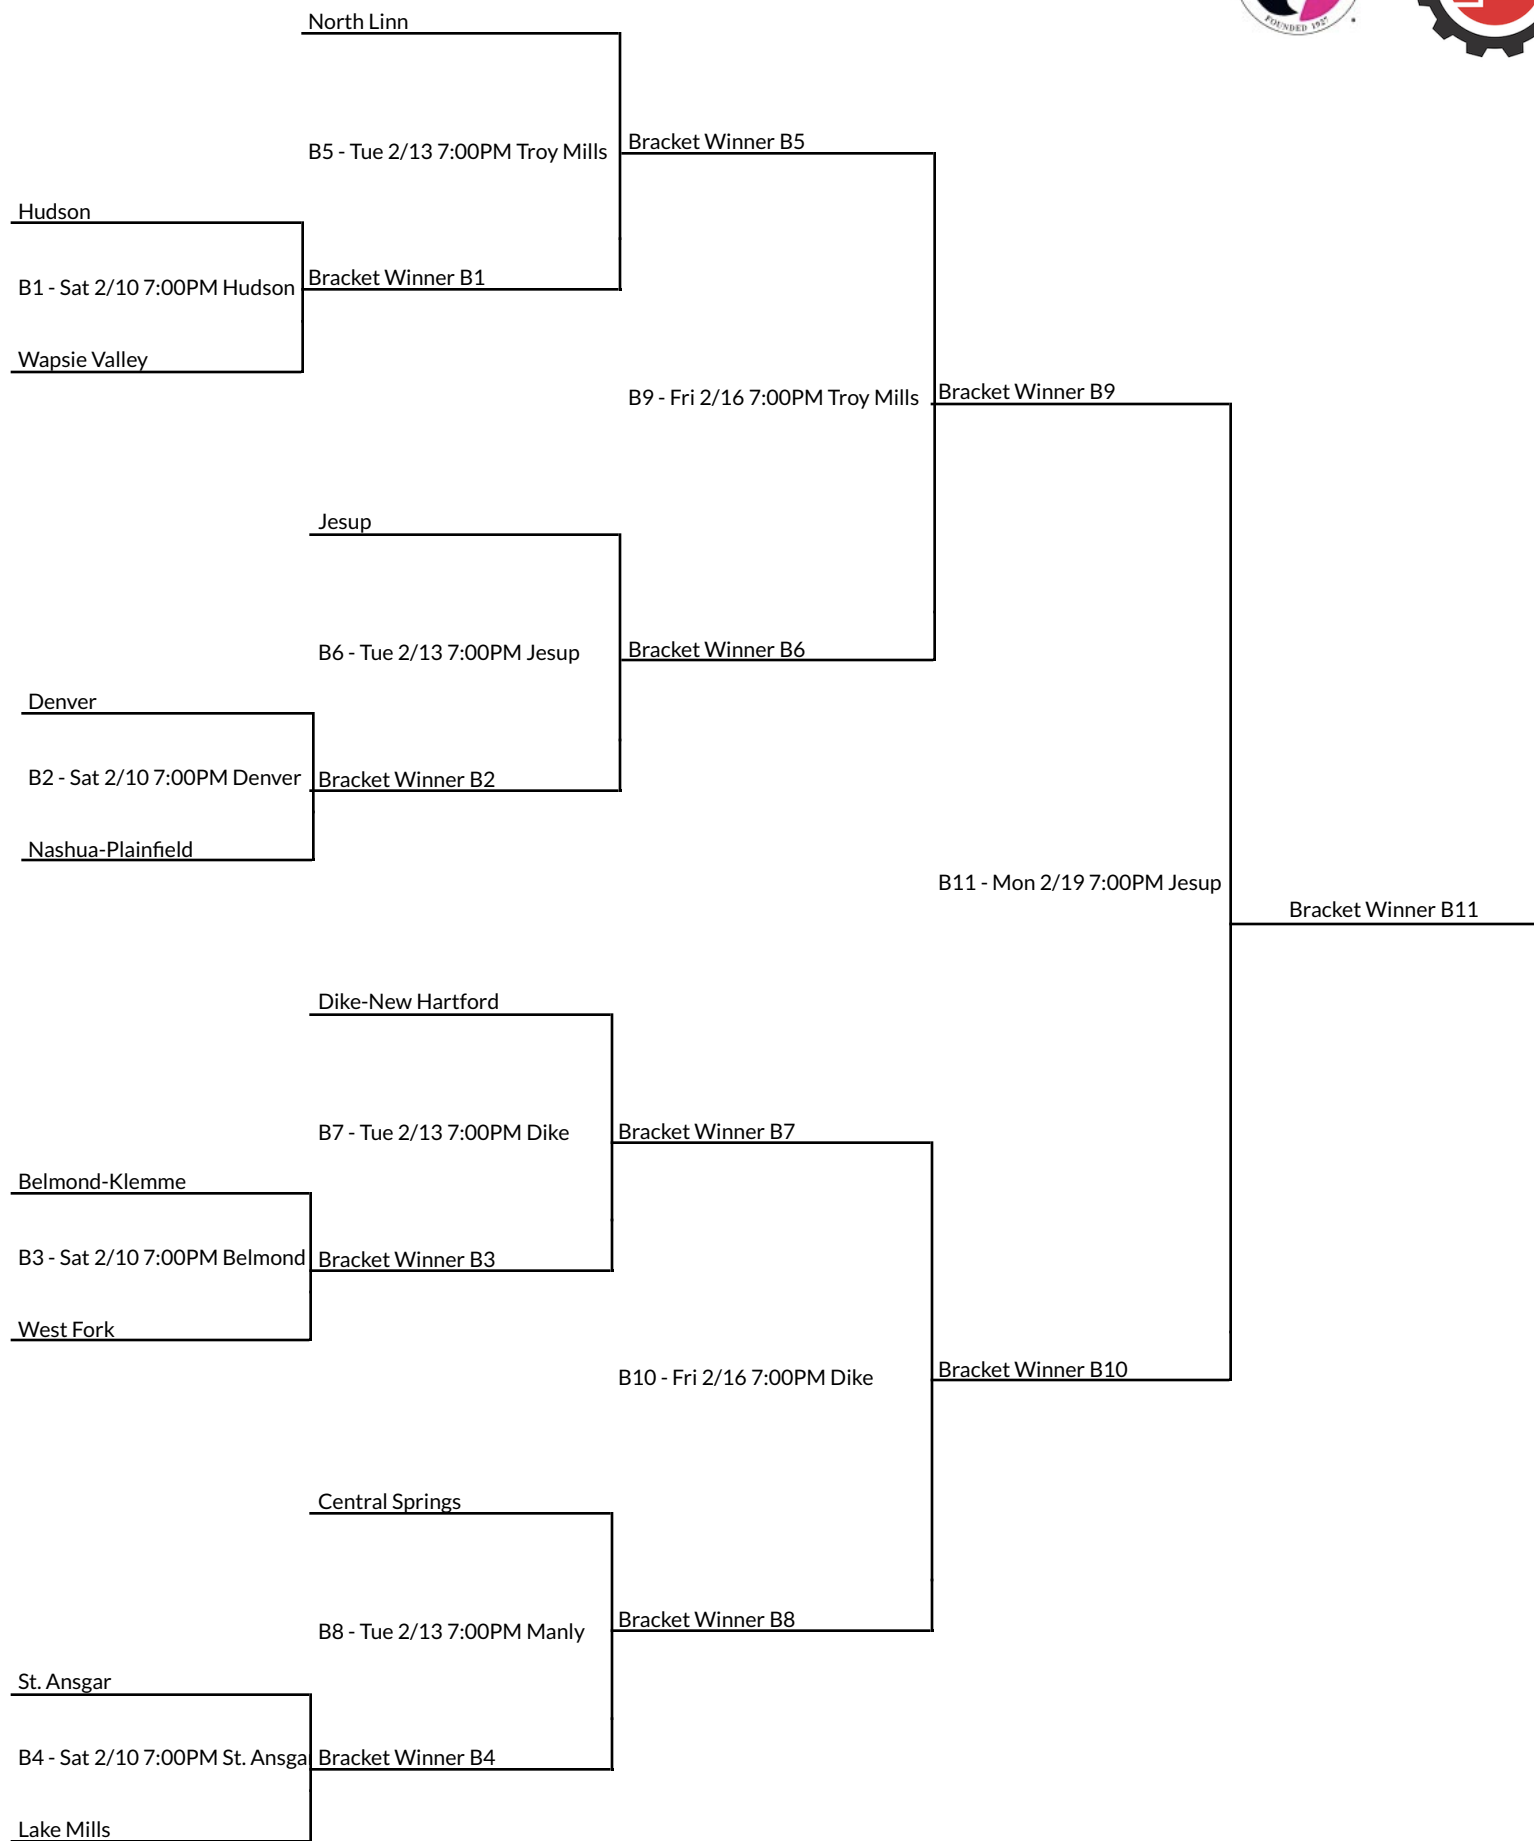 FOUNDED 1927
North Linn
B5 - Tue 2/13 7:00PM Troy Mills
Bracket Winner B5
Hudson
B1 - Sat 2/10 7:00PM Hudson
Bracket Winner B1
Wapsie Valley
B9 - Fri 2/16 7:00PM Troy Mills
Bracket Winner B9
Jesup
B6 - Tue 2/13 7:00PM Jesup
Bracket Winner B6
Denver
B2 - Sat 2/10 7:00PM Denver
Bracket Winner B2
Nashua-Plainfield
B11 - Mon 2/19 7:00PM Jesup
Bracket Winner B11
Dike-New Hartford
B7 - Tue 2/13 7:00PM Dike
Bracket Winner B7
Belmond-Klemme
B3 - Sat 2/10 7:00PM Belmond
Bracket Winner B3
West Fork
B10 - Fri 2/16 7:00PM Dike
Bracket Winner B10
Central Springs
B8 - Tue 2/13 7:00PM Manly
Bracket Winner B8
St. Ansgar
B4 - Sat 2/10 7:00PM St. Ansga
Bracket Winner B4
Lake Mills